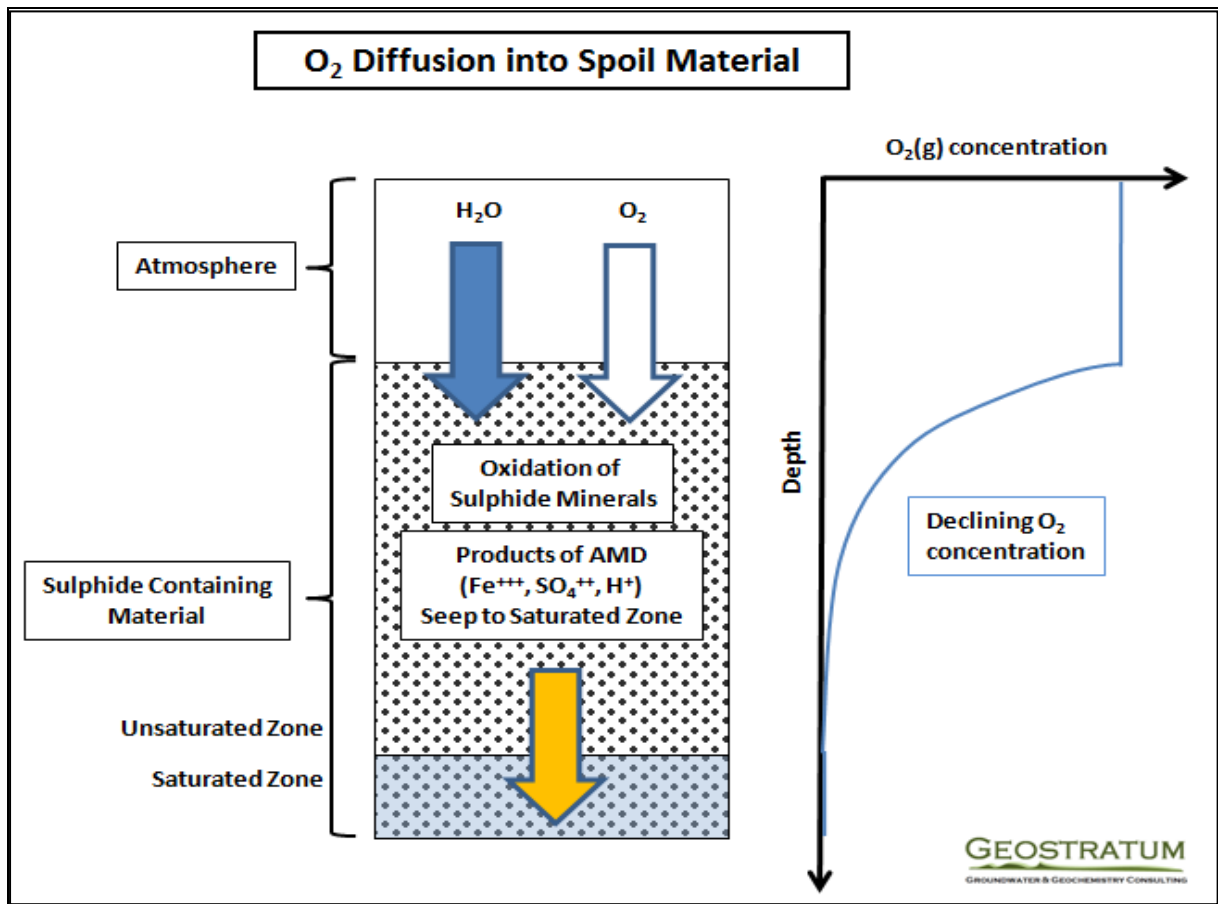 O₂ Diffusion into Spoil Material
O₂(g) concentration
H₂O
O₂
Atmosphere
Depth
Oxidation of
Sulphide Minerals
Declining O₂
concentration
Products of AMD
(Fe⁺⁺⁺, SO₄⁺⁺, H⁺)
Seep to Saturated Zone
Sulphide Containing
Material
Unsaturated Zone
Saturated Zone
GEOSTRATUM
GROUNDWATER & GEOCHEMISTRY CONSULTING